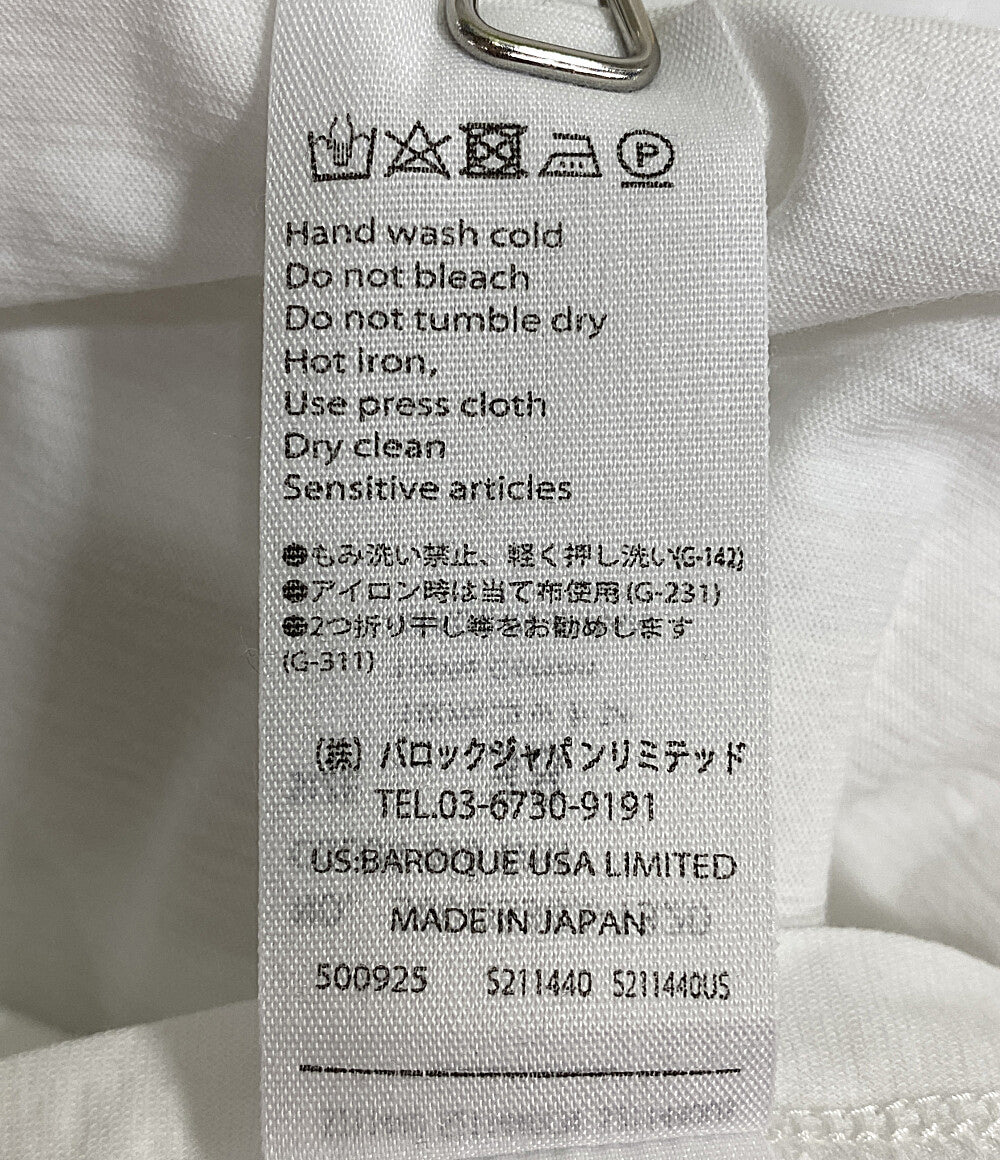 P
Hand wash cold
Do not bleach
Do not tumble dry
Hot iron,
Use press cloth
Dry clean
Sensitive articles
●もみ洗い禁止、軽く押し洗い(G-142)
●アイロン時は当て布使用(G-231)
●2つ折り干し等をお勧めします
(G-311)
(株) バロックジャパンリミテッド
TEL.03-6730-9191
US:BAROQUE USA LIMITED
MADE IN JAPAN
500925 S211440 S211440US